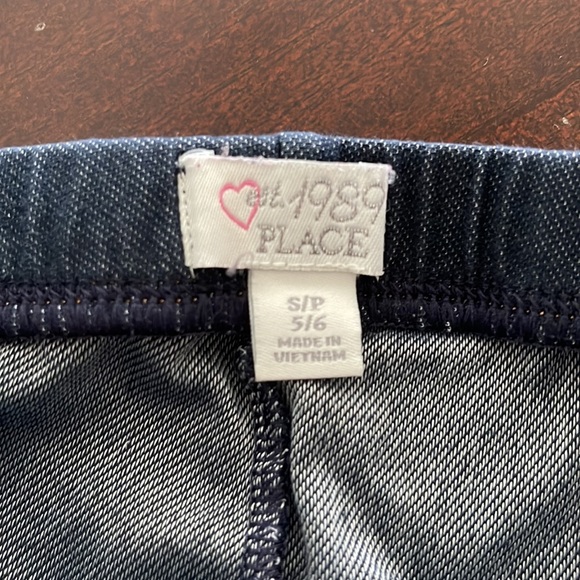 est. 1989
PLACE
S/P
5/6
MADE IN
VIETNAM